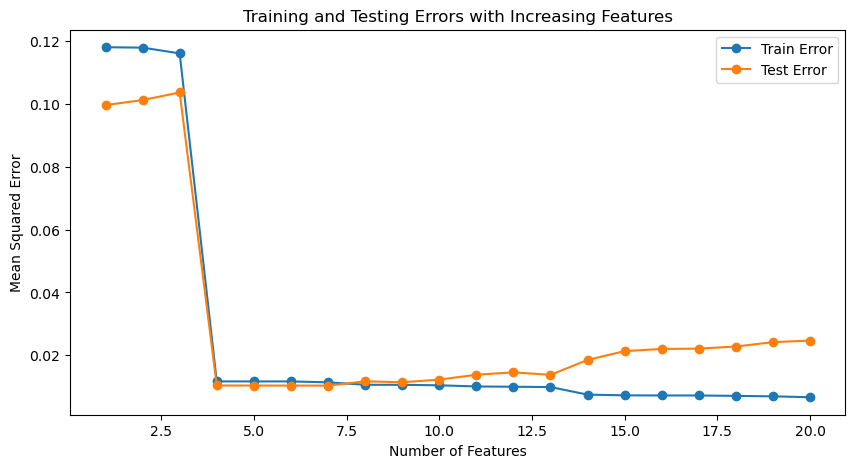 Training and Testing Errors with Increasing Features
0.12
0.10
0.08
0.06
0.04
0.02
Mean Squared Error
Train Error
Test Error
2.5 5.0 7.5 10.0 12.5 15.0 17.5 20.0
Number of Features